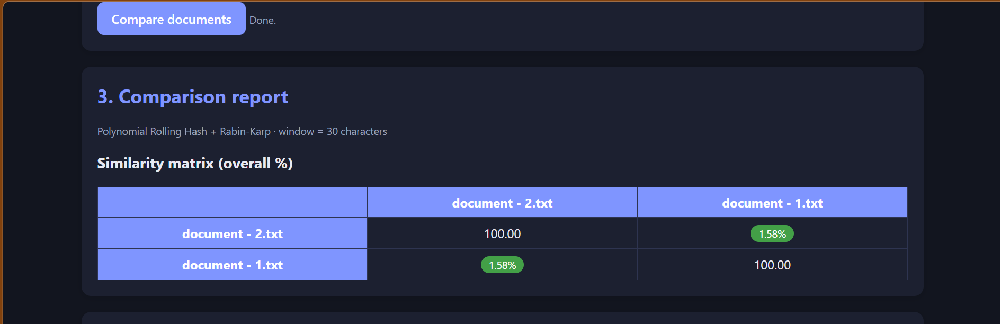 Compare documents Done.
3. Comparison report
Polynomial Rolling Hash + Rabin-Karp · window = 30 characters
Similarity matrix (overall %)
document - 2.txt document - 1.txt
document - 2.txt 100.00 1.58%
document - 1.txt 1.58% 100.00